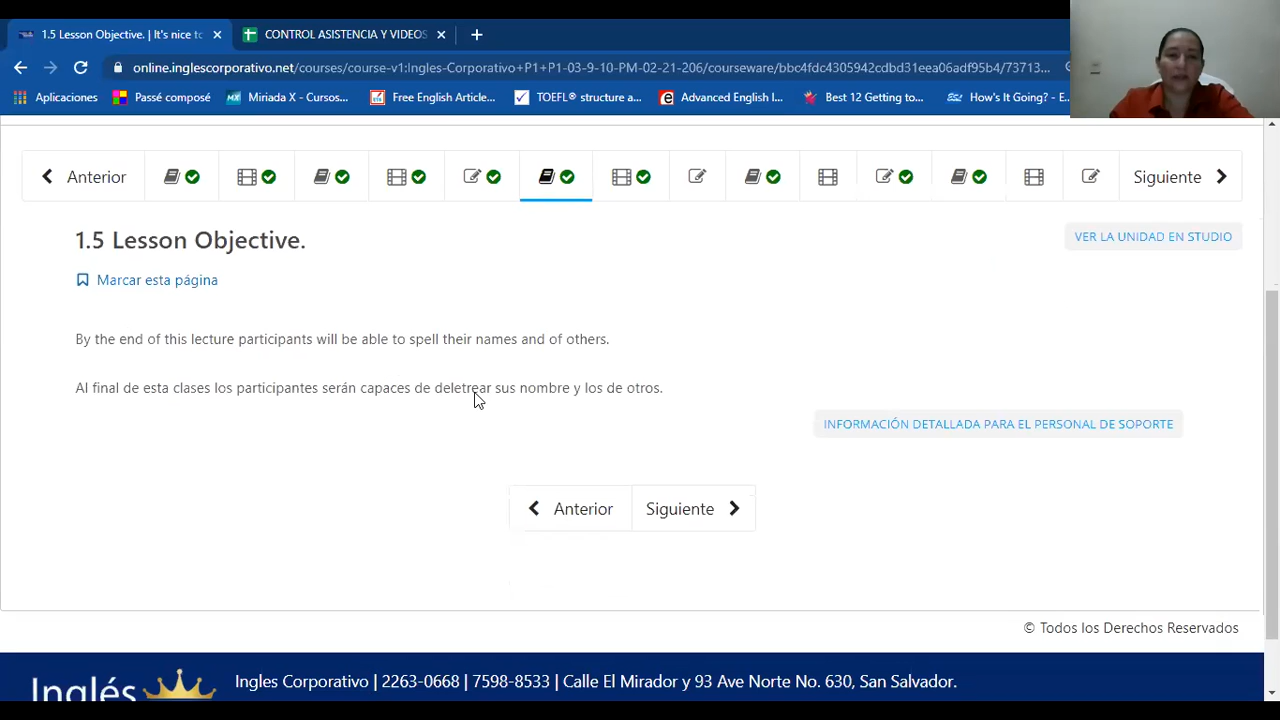 1.5 Lesson Objective. | It's nice to
CONTROL ASISTENCIA Y VIDEOS
online.inglescorporativo.net/courses/course-v1:Ingles-Corporativo+P1+P1-03-9-10-PM-02-21-206/courseware/bbc4fdc4305942cdbd31eea06adf95b4/73713...
Aplicaciones
Passé composé
Miriada X - Cursos...
Free English Article...
TOEFL® structure a...
Advanced English l...
Best 12 Getting to...
How's It Going? - E...
Anterior
Siguiente
1.5 Lesson Objective.
VER LA UNIDAD EN STUDIO
Marcar esta página
By the end of this lecture participants will be able to spell their names and of others.
Al final de esta clases los participantes serán capaces de deletrear sus nombre y los de otros.
INFORMACIÓN DETALLADA PARA EL PERSONAL DE SOPORTE
Anterior
Siguiente
© Todos los Derechos Reservados
Inglés
Ingles Corporativo | 2263-0668 | 7598-8533 | Calle El Mirador y 93 Ave Norte No. 630, San Salvador.